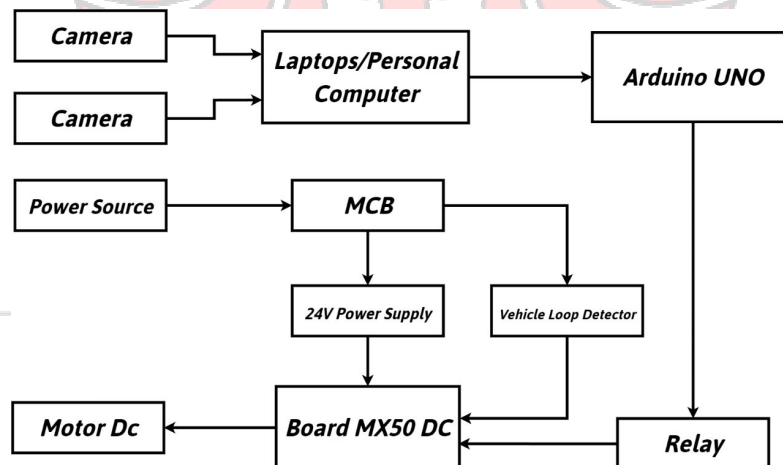 Camera
Laptops/Personal
Computer
Arduino UNO
Camera
Power Source
MCB
24V Power Supply
Vehicle Loop Detector
Motor Dc
Board MX50 DC
Relay